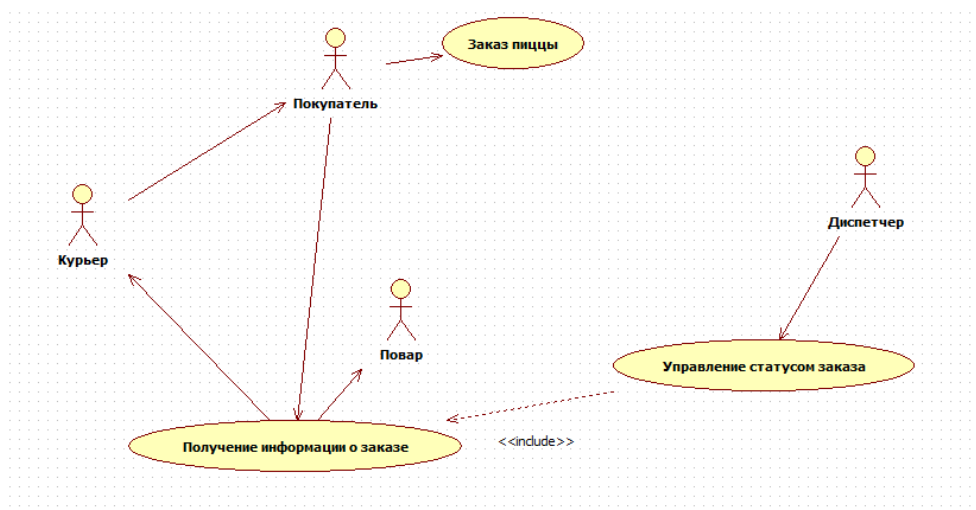 Заказ пиццы
Покупатель
Диспетчер
Курьер
Повар
Управление статусом заказа
<<include>>
Получение информации о заказе